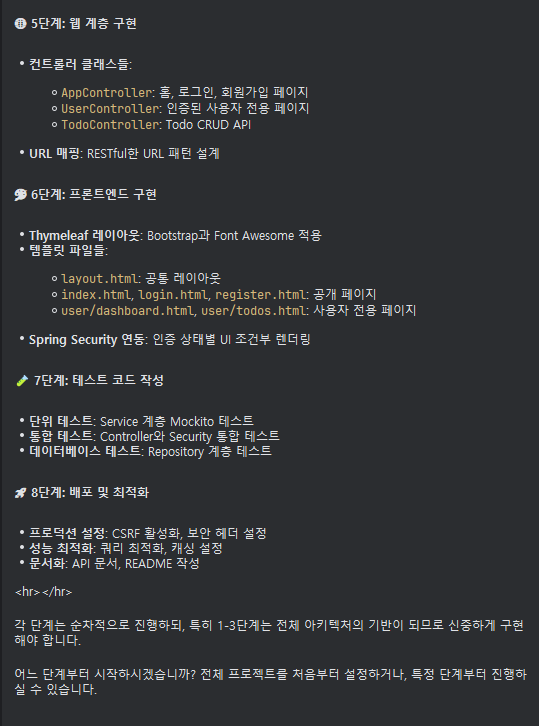 🌐 5단계: 웹 계층 구현
• 컨트롤러 클래스들:
○ AppController: 홈, 로그인, 회원가입 페이지
○ UserController: 인증된 사용자 전용 페이지
○ TodoController: Todo CRUD API
• URL 매핑: RESTful한 URL 패턴 설계
🎨 6단계: 프론트엔드 구현
• Thymeleaf 레이아웃: Bootstrap과 Font Awesome 적용
• 템플릿 파일들:
○ layout.html: 공통 레이아웃
○ index.html, login.html, register.html: 공개 페이지
○ user/dashboard.html, user/todos.html: 사용자 전용 페이지
• Spring Security 연동: 인증 상태별 UI 조건부 렌더링
🧪 7단계: 테스트 코드 작성
• 단위 테스트: Service 계층 Mockito 테스트
• 통합 테스트: Controller와 Security 통합 테스트
• 데이터베이스 테스트: Repository 계층 테스트
🚀 8단계: 배포 및 최적화
• 프로덕션 설정: CSRF 활성화, 보안 헤더 설정
• 성능 최적화: 쿼리 최적화, 캐싱 설정
• 문서화: API 문서, README 작성
<hr></hr>
각 단계는 순차적으로 진행하되, 특히 1-3단계는 전체 아키텍처의 기반이 되므로 신중하게 구현
해야 합니다.
어느 단계부터 시작하시겠습니까? 전체 프로젝트를 처음부터 설정하거나, 특정 단계부터 진행하
실 수 있습니다.